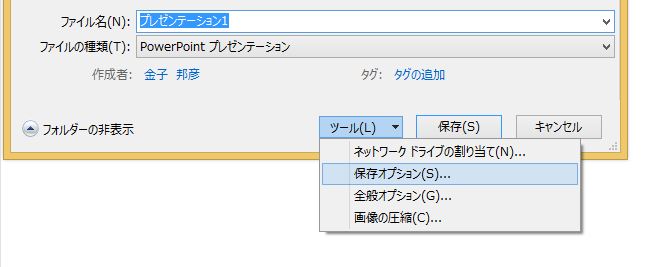 ファイル名(N): プレゼンテーション1
ファイルの種類(T): PowerPoint プレゼンテーション
作成者: 金子 邦彦 タグ: タグの追加
フォルダーの非表示 ツール(L) 保存(S) キャンセル
ネットワーク ドライブの割り当て(N)...
保存オプション(S)...
全般オプション(G)...
画像の圧縮(C)...